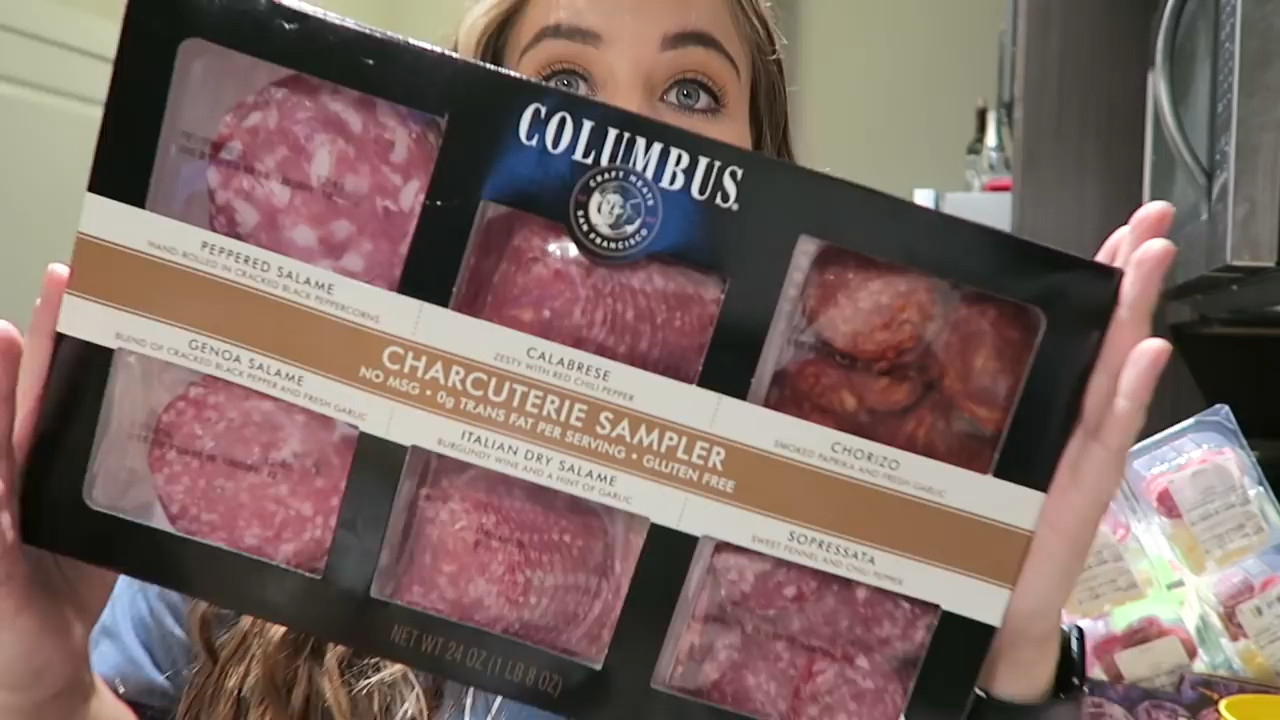 COLUMBUS®
CRAFT MEATS
SAN FRANCISCO
PEPPERED SALAME
HAND-ROLLED IN CRACKED BLACK PEPPERCORNS
CALABRESE
ZESTY WITH RED CHILI PEPPER
CHORIZO
SMOKED PAPRIKA AND FRESH GARLIC
CHARCUTERIE SAMPLER
NO MSG • 0g TRANS FAT PER SERVING • GLUTEN FREE
GENOA SALAME
BLEND OF CRACKED BLACK PEPPER AND FRESH GARLIC
ITALIAN DRY SALAME
BURGUNDY WINE AND A HINT OF GARLIC
SOPRESSATA
SWEET FENNEL AND CHILI PEPPER
NET WT 24 OZ (1 LB 8 OZ)